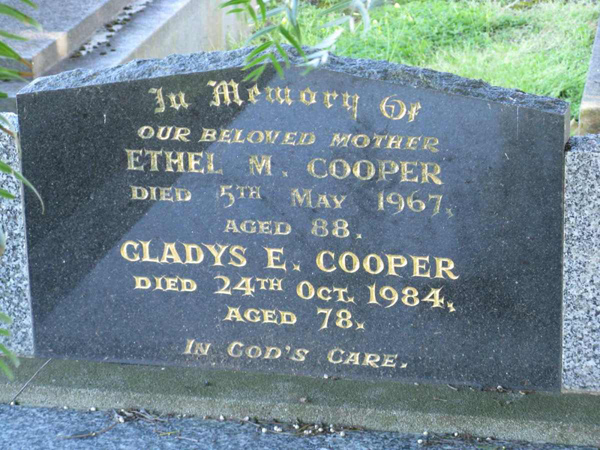 In Memory Of
OUR BELOVED MOTHER
ETHEL M. COOPER
DIED 5TH MAY 1967,
AGED 88.
GLADYS E. COOPER
DIED 24TH OCT. 1984,
AGED 78.
IN GOD'S CARE.